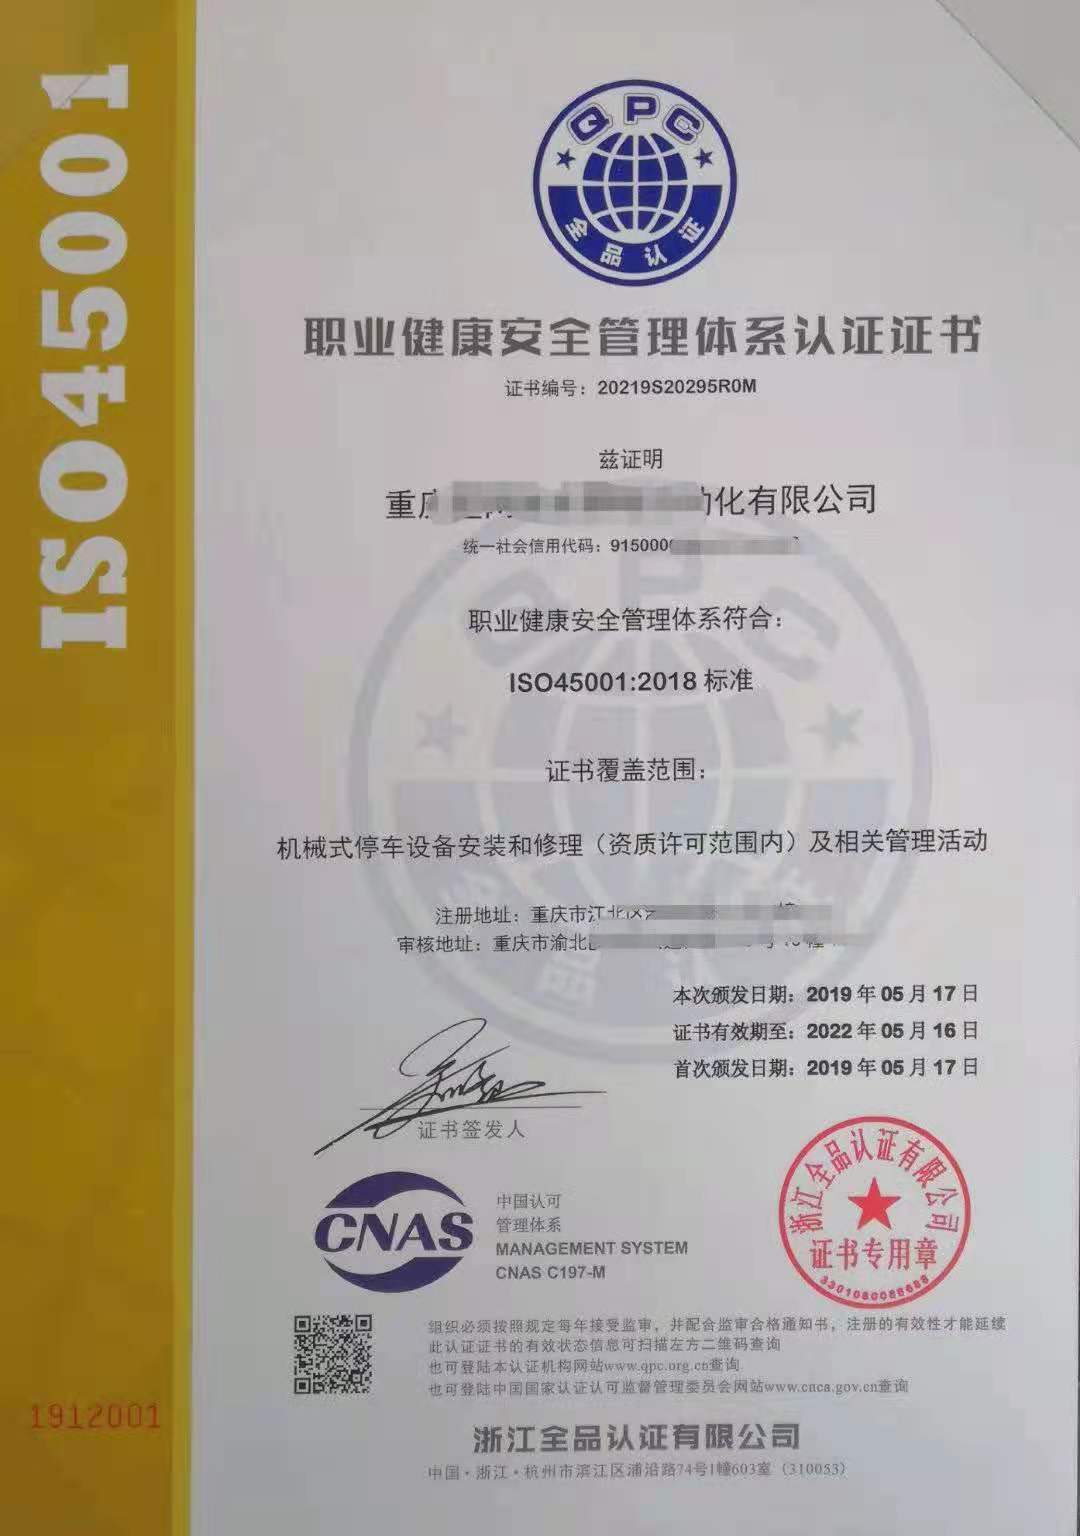 ISO45001
QPC
全品认证
职业健康安全管理体系认证证书
证书编号：20219S20295R0M
兹证明
重庆 动化有限公司
统一社会信用代码：915000
职业健康安全管理体系符合：
ISO45001:2018 标准
证书覆盖范围：
机械式停车设备安装和修理（资质许可范围内）及相关管理活动
注册地址：重庆市江北区
审核地址：重庆市渝北
本次颁发日期：2019 年 05 月 17 日
证书有效期至：2022 年 05 月 16 日
首次颁发日期：2019 年 05 月 17 日
证书签发人
CNAS
中国认可
管理体系
MANAGEMENT SYSTEM
CNAS C197-M
浙江全品认证有限公司
证书专用章
组织必须按照规定每年接受监审，并配合监审合格通知书，注册的有效性才能延续
此认证证书的有效状态信息可扫描左方二维码查询
也可登陆本认证机构网站www.qpc.org.cn查询
也可登陆中国国家认证认可监督管理委员会网站www.cnca.gov.cn查询
1912001
浙江全品认证有限公司
中国·浙江·杭州市滨江区浦沿路74号1幢603室（310053）